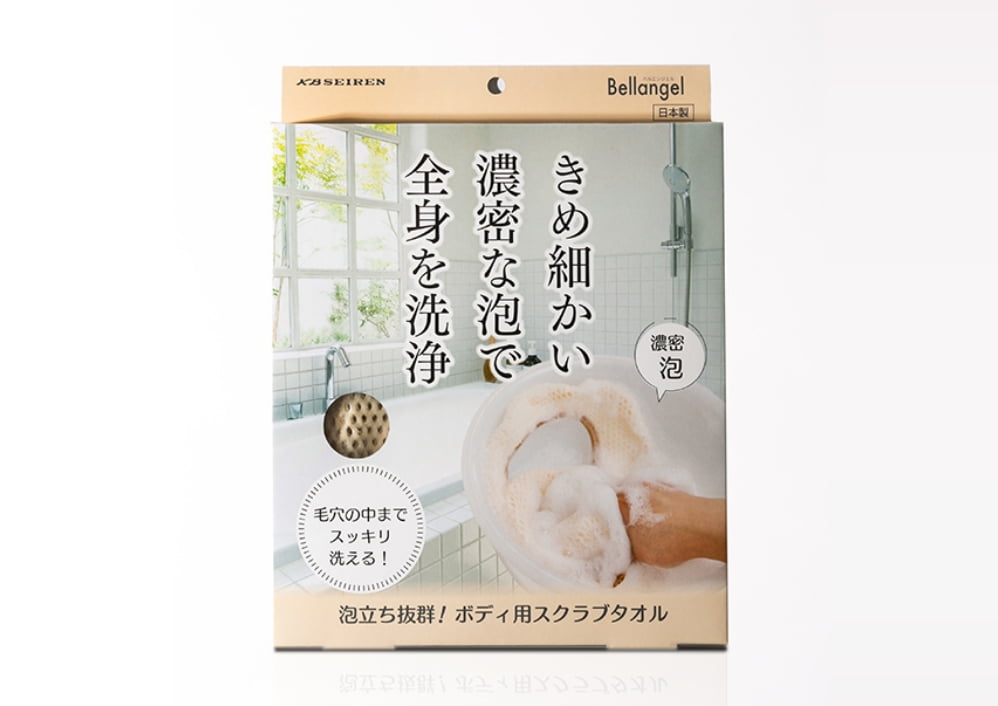 KBSEIREN
ベルエンジェル
Bellangel
日本製
きめ細かい
濃密な泡で
全身を洗浄
濃密
泡
毛穴の中まで
スッキリ
洗える!
泡立ち抜群!ボディ用スクラブタオル